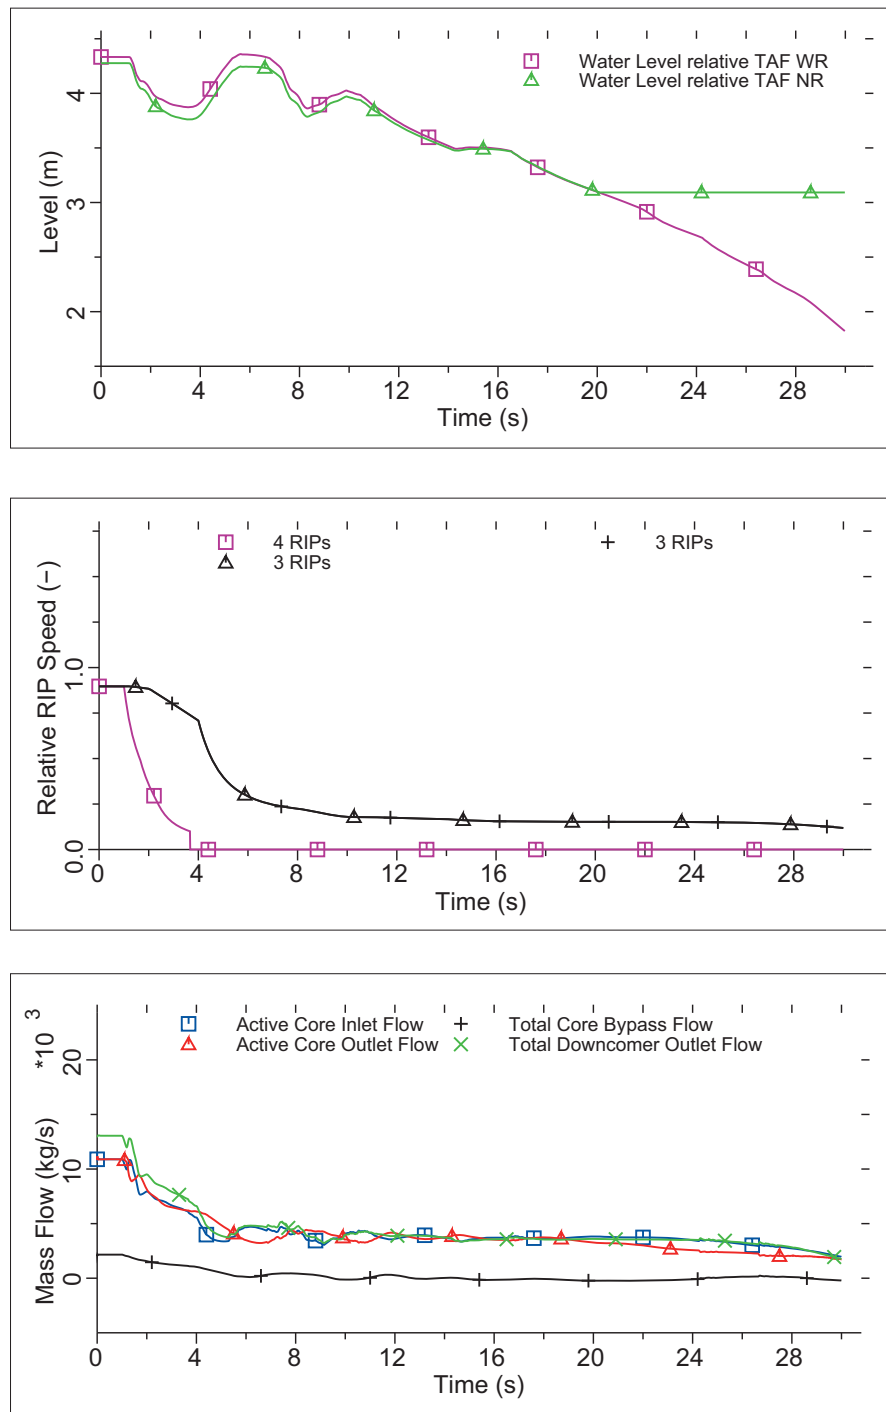 Water Level relative TAF WR
Water Level relative TAF NR
Level (m)
4
3
2
0 4 8 12 16 20 24 28
Time (s)
4 RIPs 3 RIPs
3 RIPs
Relative RIP Speed (−)
1.0
0.0
0 4 8 12 16 20 24 28
Time (s)
Active Core Inlet Flow Total Core Bypass Flow
Active Core Outlet Flow Total Downcomer Outlet Flow
Mass Flow (kg/s) *10 3
20
10
0
0 4 8 12 16 20 24 28
Time (s)